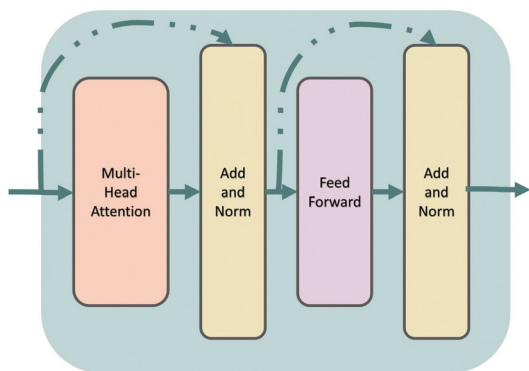 Multi-
Head
Attention
Add
and
Norm
Feed
Forward
Add
and
Norm